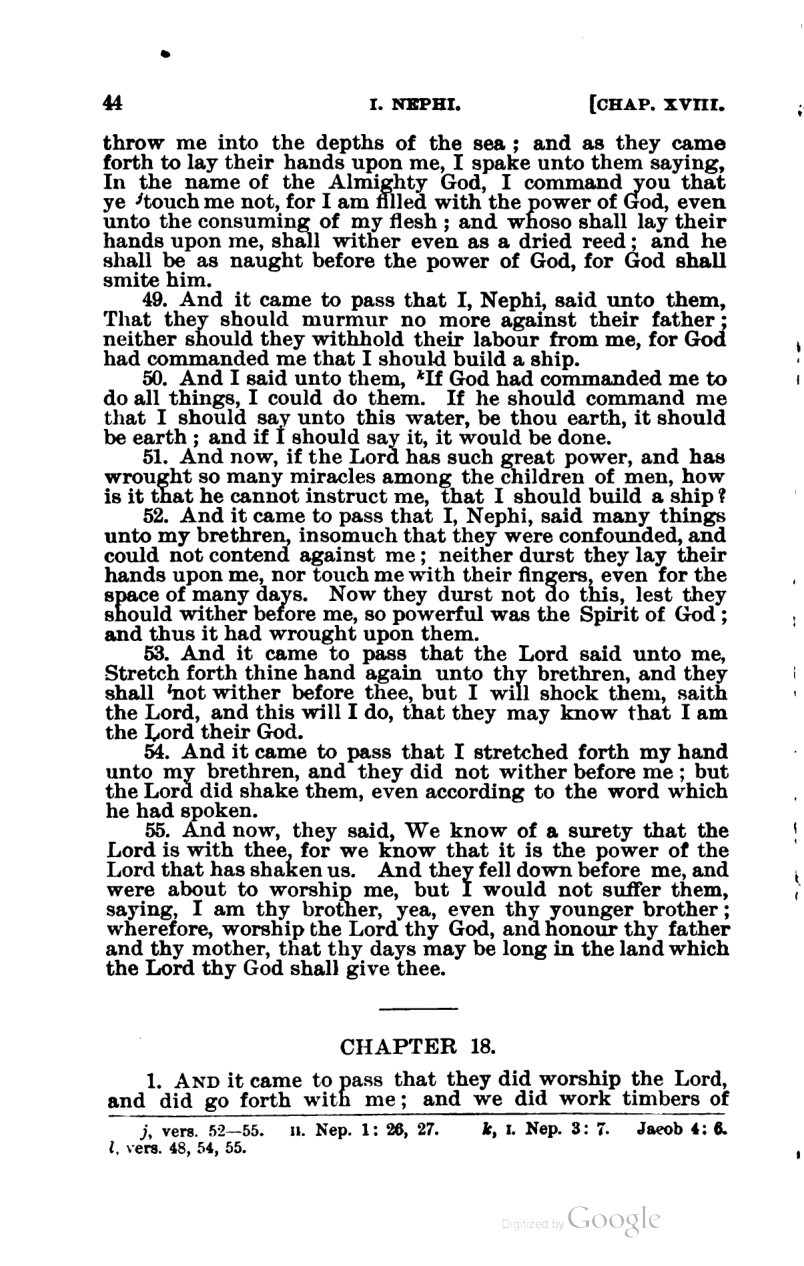 44 I. NEPHI. [CHAP. XVIII.
throw me into the depths of the sea ; and as they came
forth to lay their hands upon me, I spake unto them saying,
In the name of the Almighty God, I command you that
ye ʲtouch me not, for I am filled with the power of God, even
unto the consuming of my flesh ; and whoso shall lay their
hands upon me, shall wither even as a dried reed ; and he
shall be as naught before the power of God, for God shall
smite him.
49. And it came to pass that I, Nephi, said unto them,
That they should murmur no more against their father ;
neither should they withhold their labour from me, for God
had commanded me that I should build a ship.
50. And I said unto them, ᵏIf God had commanded me to
do all things, I could do them. If he should command me
that I should say unto this water, be thou earth, it should
be earth ; and if I should say it, it would be done.
51. And now, if the Lord has such great power, and has
wrought so many miracles among the children of men, how
is it that he cannot instruct me, that I should build a ship?
52. And it came to pass that I, Nephi, said many things
unto my brethren, insomuch that they were confounded, and
could not contend against me ; neither durst they lay their
hands upon me, nor touch me with their fingers, even for the
space of many days. Now they durst not do this, lest they
should wither before me, so powerful was the Spirit of God ;
and thus it had wrought upon them.
53. And it came to pass that the Lord said unto me,
Stretch forth thine hand again unto thy brethren, and they
shall ˡnot wither before thee, but I will shock them, saith
the Lord, and this will I do, that they may know that I am
the Lord their God.
54. And it came to pass that I stretched forth my hand
unto my brethren, and they did not wither before me ; but
the Lord did shake them, even according to the word which
he had spoken.
55. And now, they said, We know of a surety that the
Lord is with thee, for we know that it is the power of the
Lord that has shaken us. And they fell down before me, and
were about to worship me, but I would not suffer them,
saying, I am thy brother, yea, even thy younger brother ;
wherefore, worship the Lord thy God, and honour thy father
and thy mother, that thy days may be long in the land which
the Lord thy God shall give thee.
CHAPTER 18.
1. AND it came to pass that they did worship the Lord,
and did go forth with me ; and we did work timbers of
j, vers. 52—55. II. Nep. 1: 26, 27. k, I. Nep. 3: 7. Jacob 4: 6.
l, vers. 48, 54, 55.
Digitized by Google